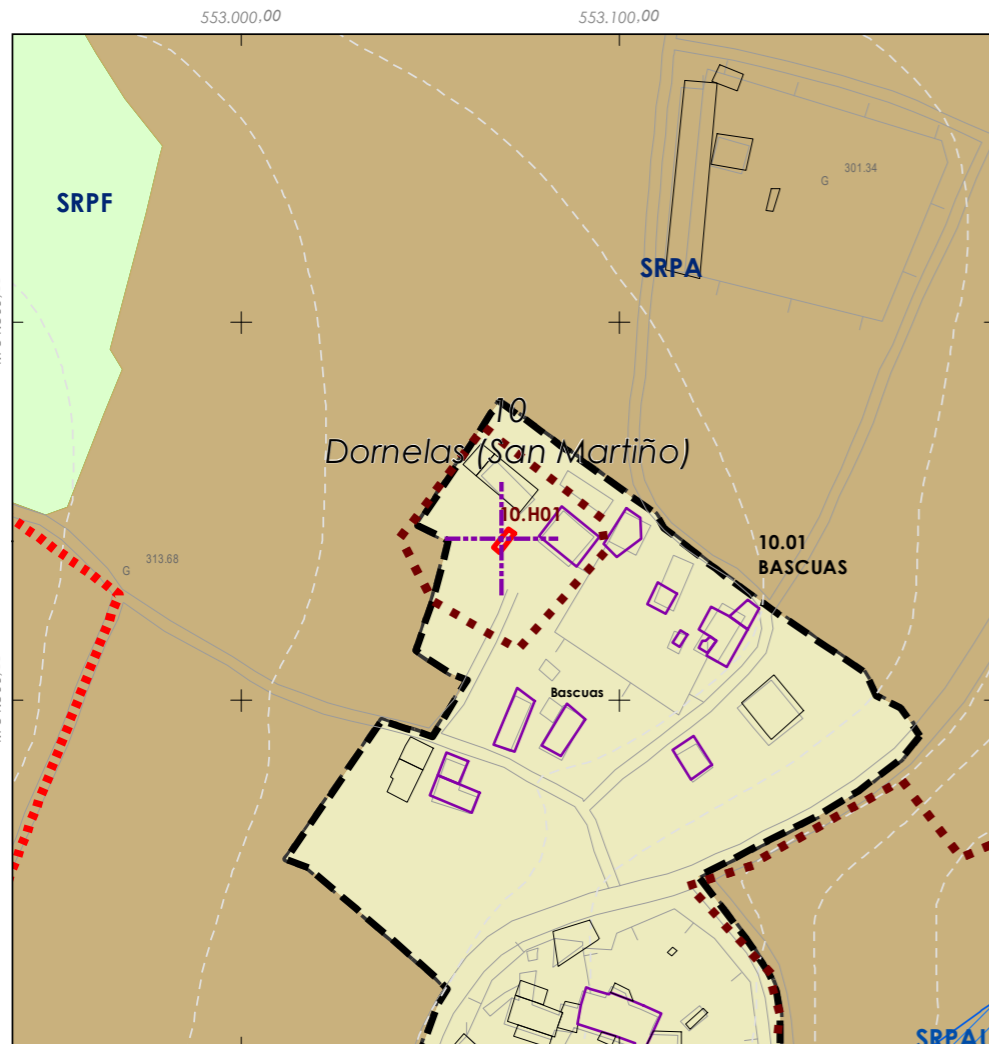 553.000,00
553.100,00
SRPF
301.34
G
SRPA
10
Dornelas (San Martiño)
10.H01
10.01
BASCUAS
G
313.68
Bascuas